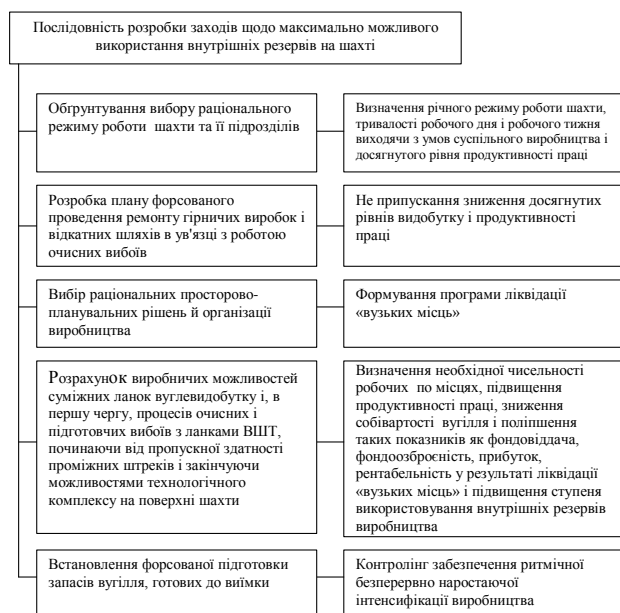 Послідовність розробки заходів щодо максимально можливого
використання внутрішніх резервів на шахті
Обґрунтування вибору раціонального
режиму роботи шахти та її підрозділів
Визначення річного режиму роботи шахти,
тривалості робочого дня і робочого тижня
виходячи з умов суспільного виробництва і
досягнутого рівня продуктивності праці
Розробка плану форсованого
проведення ремонту гірничих виробок і
відкатних шляхів в ув'язці з роботою
очисних вибоїв
Не припускання зниження досягнутих
рівнів видобутку і продуктивності
праці
Вибір раціональних просторово-
планувальних рішень й організації
виробництва
Формування програми ліквідації
«вузьких місць»
Розрахунок виробничих можливостей
суміжних ланок вуглевидобутку і, в
першу чергу, процесів очисних і
підготовчих вибоїв з ланками ВШТ,
починаючи від пропускної здатності
проміжних штреків і закінчуючи
можливостями технологічного
комплексу на поверхні шахти
Визначення необхідної чисельності
робочих по місцях, підвищення
продуктивності праці, зниження
собівартості вугілля і поліпшення
таких показників як фондовіддача,
фондоозброєність, прибуток,
рентабельність у результаті ліквідації
«вузьких місць» і підвищення ступеня
використовування внутрішніх резервів
виробництва
Встановлення форсованої підготовки
запасів вугілля, готових до виїмки
Контролінг забезпечення ритмічної
безперервно наростаючої
інтенсифікації виробництва